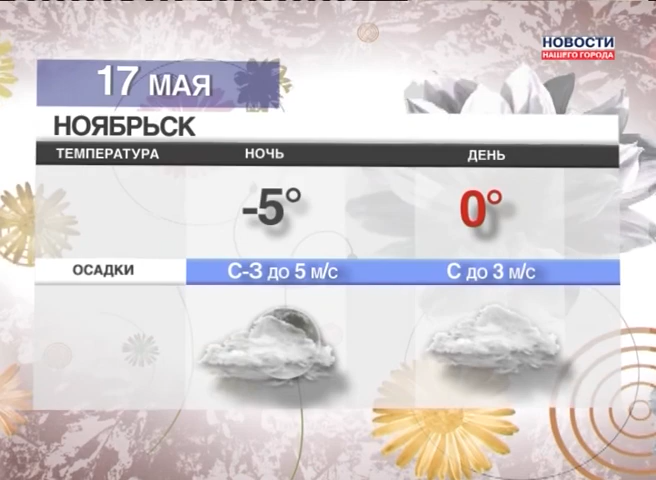 НОВОСТИ
НАШЕГО ГОРОДА
17 МАЯ
НОЯБРЬСК
ТЕМПЕРАТУРА НОЧЬ ДЕНЬ
-5° 0°
ОСАДКИ С-З ДО 5 М/С С ДО 3 М/С